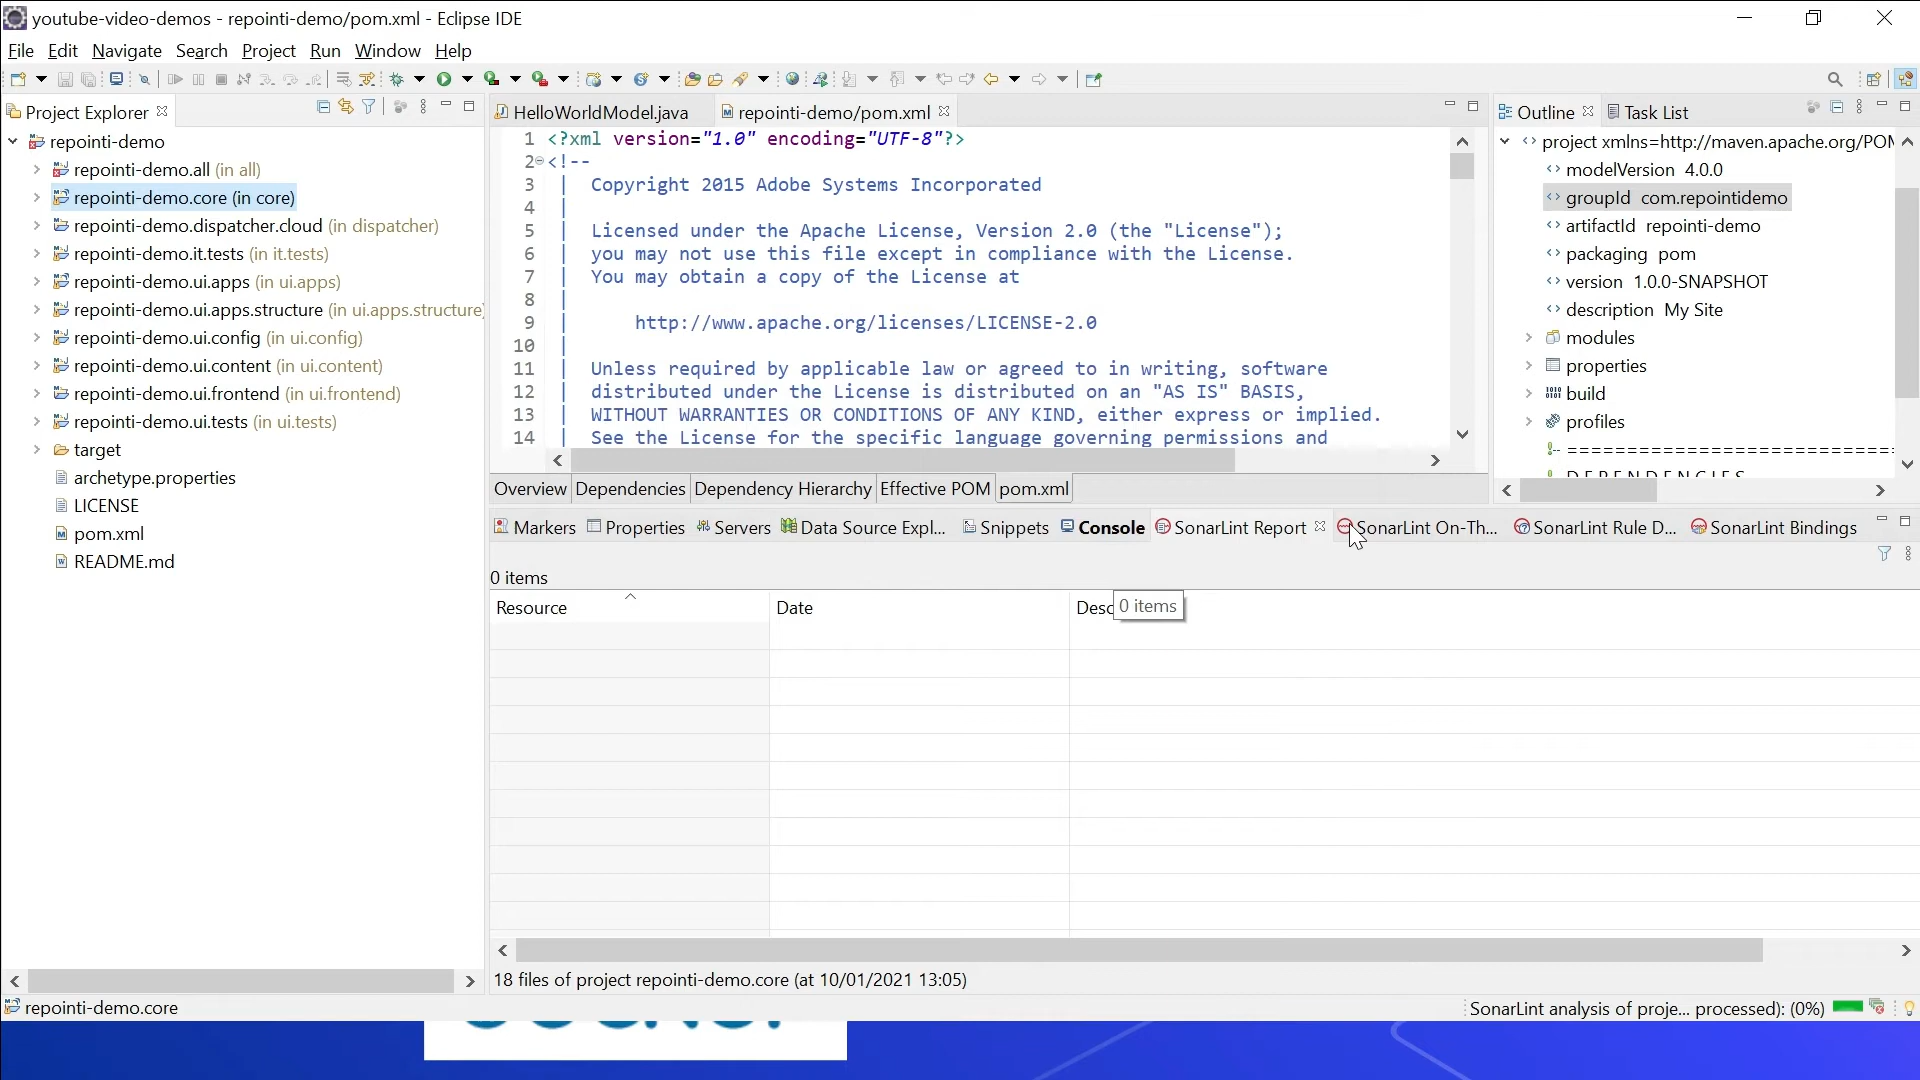 youtube-video-demos - repointi-demo/pom.xml - Eclipse IDE
File Edit Navigate Search Project Run Window Help
Project Explorer
repointi-demo
repointi-demo.all (in all)
repointi-demo.core (in core)
repointi-demo.dispatcher.cloud (in dispatcher)
repointi-demo.it.tests (in it.tests)
repointi-demo.ui.apps (in ui.apps)
repointi-demo.ui.apps.structure (in ui.apps.structure)
repointi-demo.ui.config (in ui.config)
repointi-demo.ui.content (in ui.content)
repointi-demo.ui.frontend (in ui.frontend)
repointi-demo.ui.tests (in ui.tests)
target
archetype.properties
LICENSE
pom.xml
README.md
HelloWorldModel.java repointi-demo/pom.xml
1 <?xml version="1.0" encoding="UTF-8"?>
2 <!--
3 | Copyright 2015 Adobe Systems Incorporated
4 |
5 | Licensed under the Apache License, Version 2.0 (the "License");
6 | you may not use this file except in compliance with the License.
7 | You may obtain a copy of the License at
8 |
9 | http://www.apache.org/licenses/LICENSE-2.0
10 |
11 | Unless required by applicable law or agreed to in writing, software
12 | distributed under the License is distributed on an "AS IS" BASIS,
13 | WITHOUT WARRANTIES OR CONDITIONS OF ANY KIND, either express or implied.
14 | See the License for the specific language governing permissions and
Overview Dependencies Dependency Hierarchy Effective POM pom.xml
Outline Task List
project xmlns=http://maven.apache.org/POM
modelVersion 4.0.0
groupId com.repointidemo
artifactId repointi-demo
packaging pom
version 1.0.0-SNAPSHOT
description My Site
modules
properties
build
profiles
============================
D E P E N D E N C I E S
Markers Properties Servers Data Source Expl... Snippets Console SonarLint Report SonarLint On-Th... SonarLint Rule D... SonarLint Bindings
0 items
Resource Date Desc
0 items
18 files of project repointi-demo.core (at 10/01/2021 13:05)
repointi-demo.core
SonarLint analysis of proje... processed): (0%)